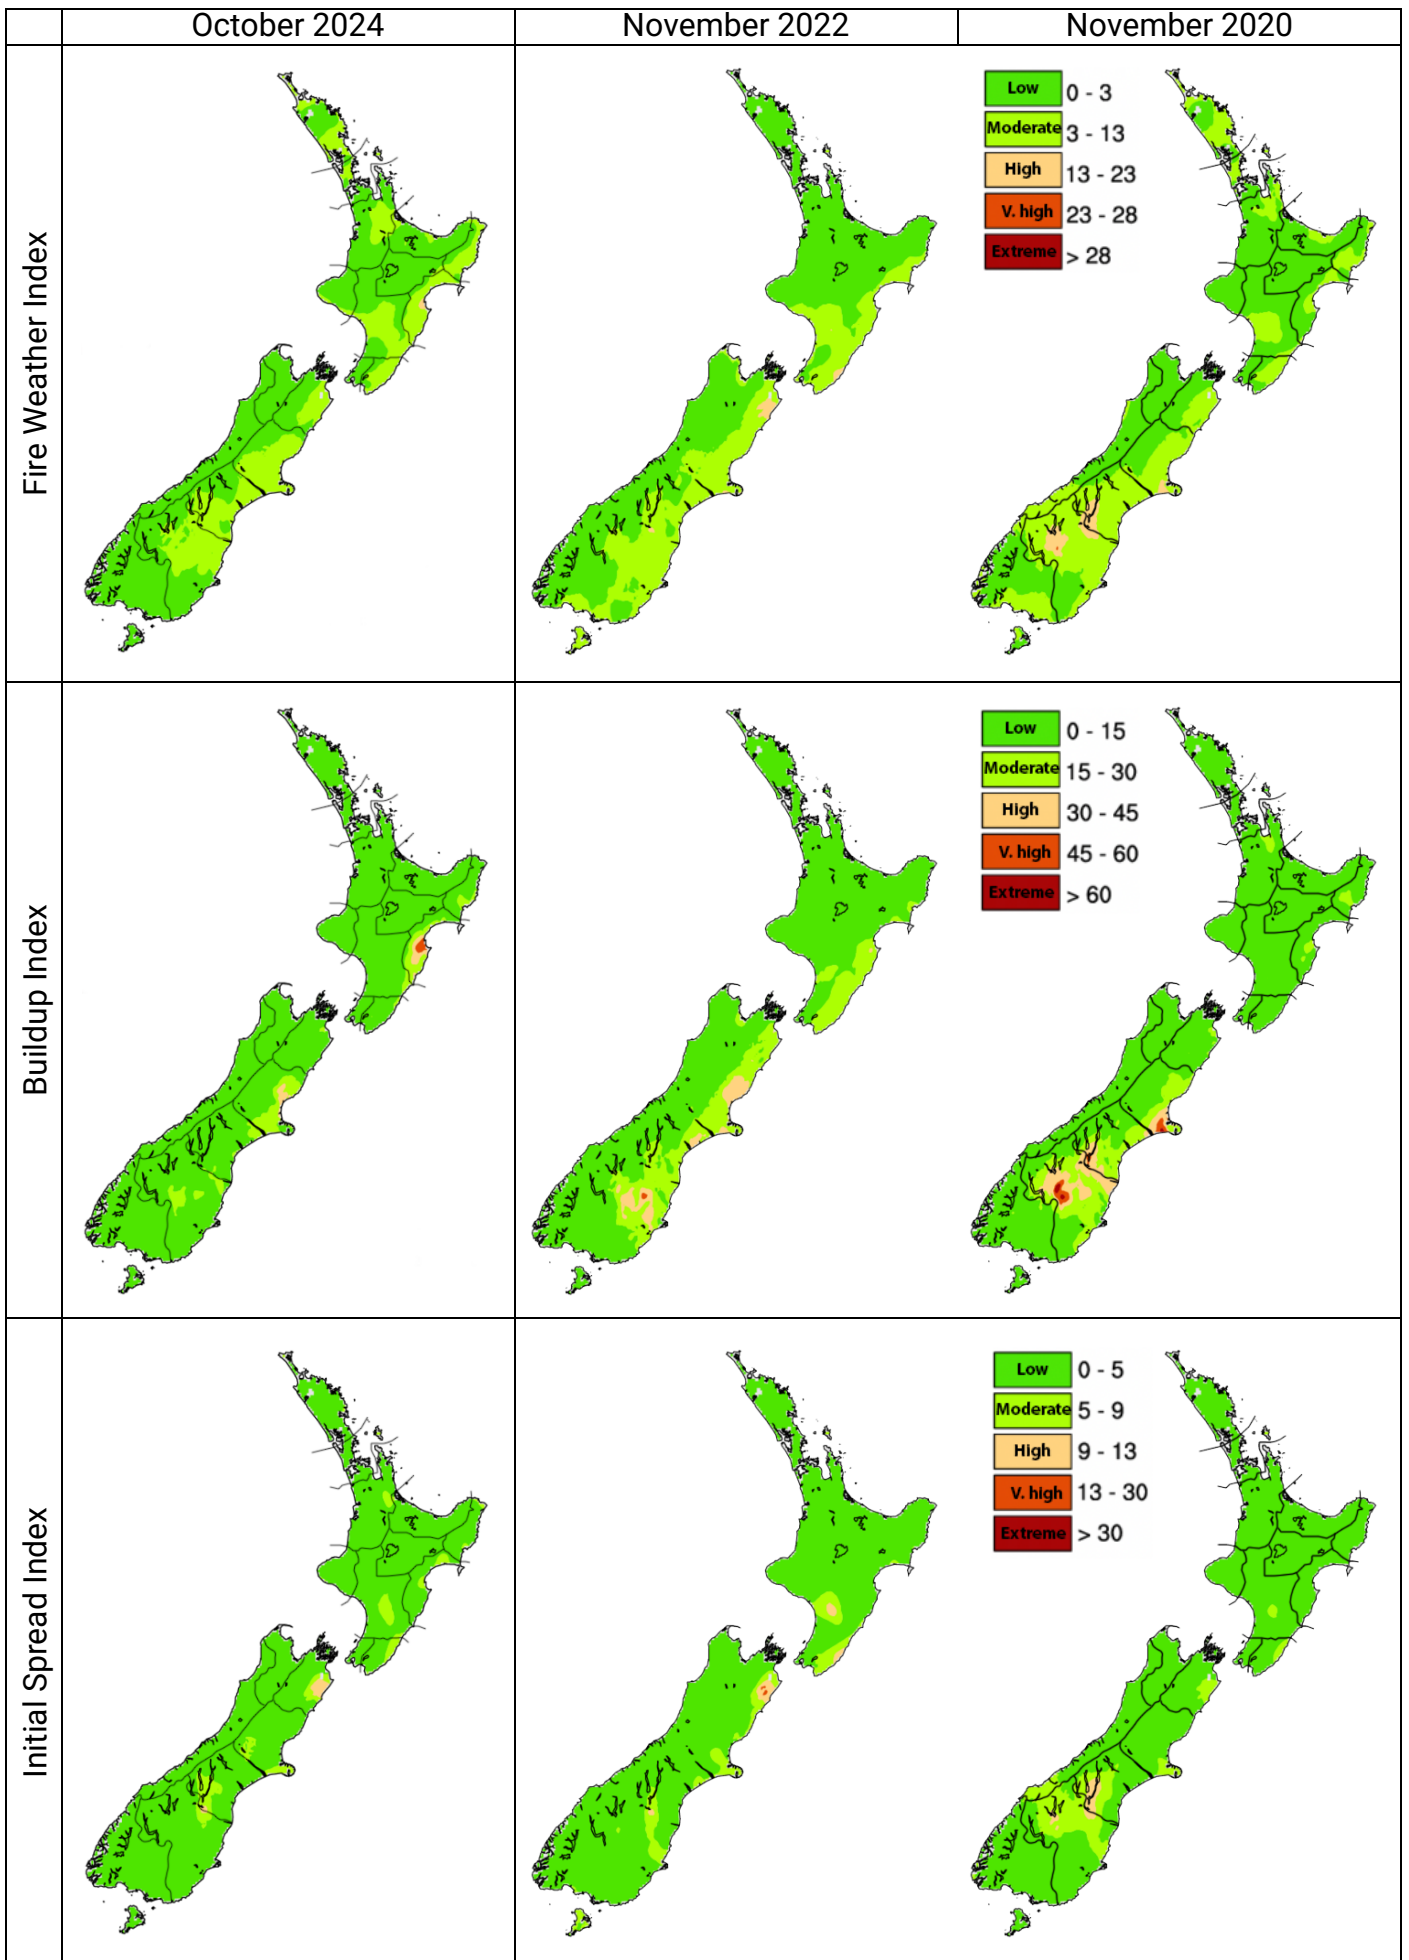 October 2024 November 2022 November 2020
Fire Weather Index
Low 0 - 3
Moderate 3 - 13
High 13 - 23
V. high 23 - 28
Extreme > 28
Buildup Index
Low 0 - 15
Moderate 15 - 30
High 30 - 45
V. high 45 - 60
Extreme > 60
Initial Spread Index
Low 0 - 5
Moderate 5 - 9
High 9 - 13
V. high 13 - 30
Extreme > 30